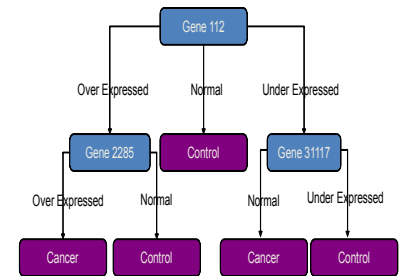 Gene 112
Over Expressed Normal Under Expressed
Gene 2285 Control Gene 31117
Over Expressed Normal Normal Under Expressed
Cancer Control Cancer Control